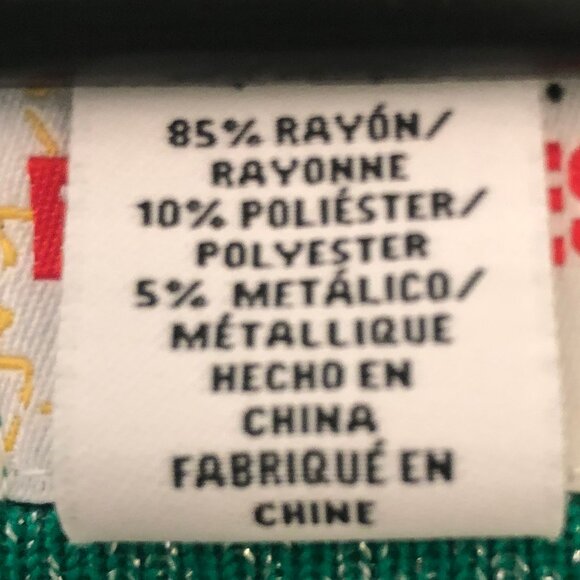 85% RAYÓN/
RAYONNE
10% POLIÉSTER/
POLYESTER
5% METÁLICO/
MÉTALLIQUE
HECHO EN
CHINA
FABRIQUÉ EN
CHINE